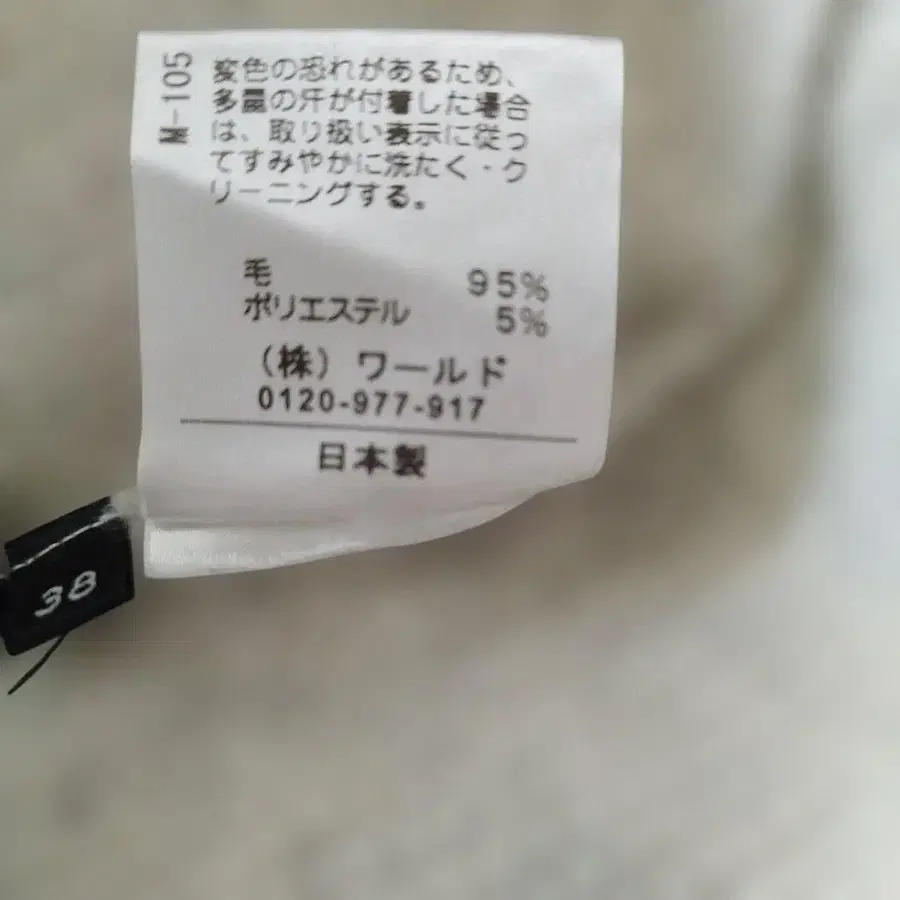 M-105
変色の恐れがあるため、
多量の汗が付着した場合
は、取り扱い表示に従っ
てすみやかに洗たく・ク
リーニングする。
毛 95%
ポリエステル 5%
（株）ワールド
0120-977-917
日本製
38